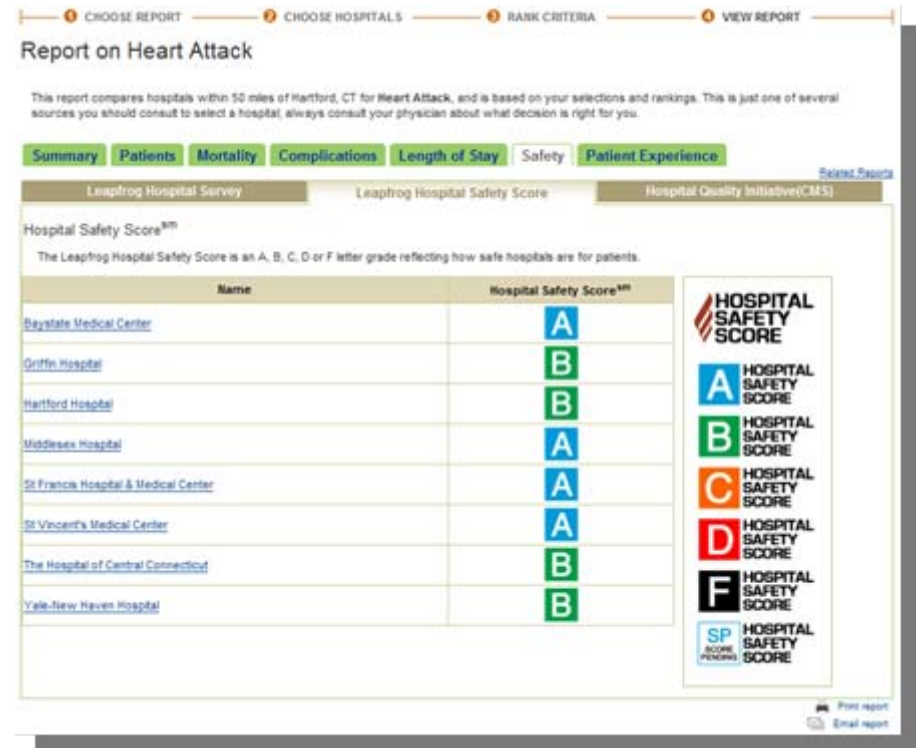 1 CHOOSE REPORT 2 CHOOSE HOSPITALS 3 RANK CRITERIA 4 VIEW REPORT
Report on Heart Attack
This report compares hospitals within 50 miles of Hartford, CT for Heart Attack, and is based on your selections and rankings. This is just one of several
sources you should consult to select a hospital, always consult your physician about what decision is right for you.
Summary Patients Mortality Complications Length of Stay Safety Patient Experience
Related Reports
Leapfrog Hospital Survey Leapfrog Hospital Safety Score Hospital Quality Initiative(CMS)
Hospital Safety Score sm
The Leapfrog Hospital Safety Score is an A, B, C, D or F letter grade reflecting how safe hospitals are for patients.
Name Hospital Safety Score sm
Baystate Medical Center A
Griffin Hospital B
Hartford Hospital B
Middlesex Hospital A
St Francis Hospital & Medical Center A
St Vincent's Medical Center A
The Hospital of Central Connecticut B
Yale-New Haven Hospital B
HOSPITAL
SAFETY
SCORE
A HOSPITAL
SAFETY
SCORE
B HOSPITAL
SAFETY
SCORE
C HOSPITAL
SAFETY
SCORE
D HOSPITAL
SAFETY
SCORE
F HOSPITAL
SAFETY
SCORE
SP SCORE PENDING HOSPITAL
SAFETY
SCORE
Print report
Email report